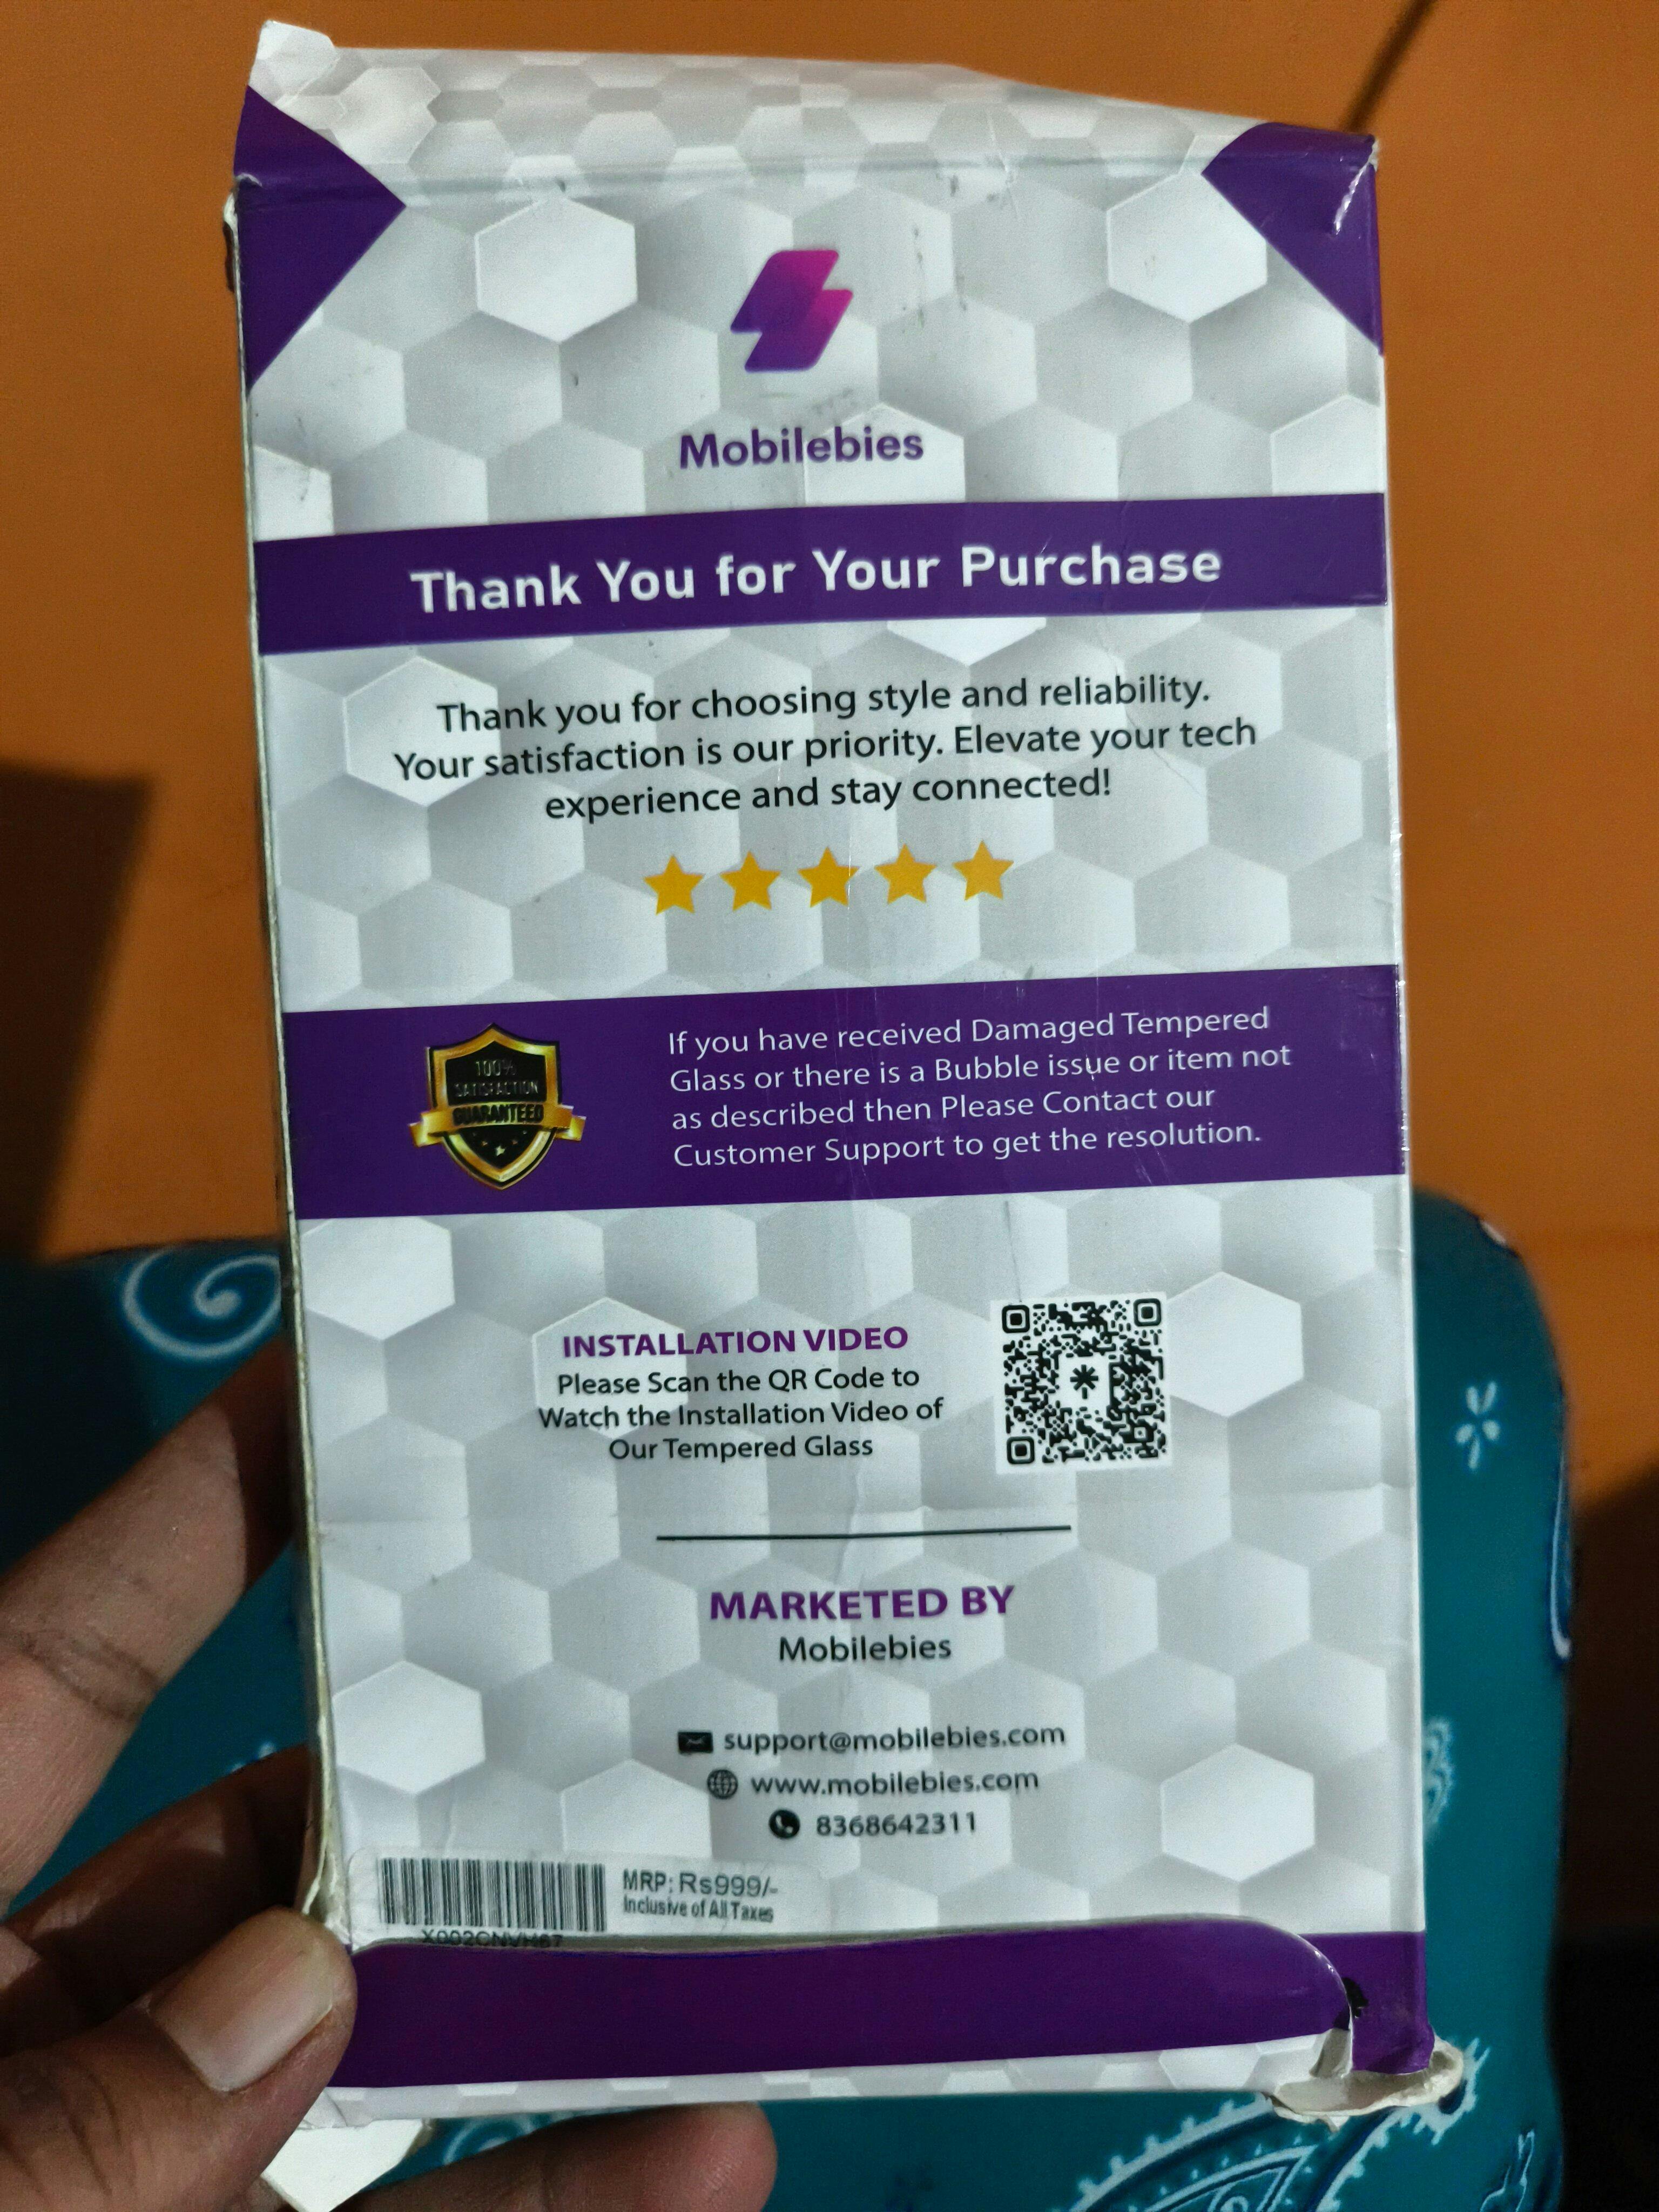 Mobilebies
Thank You for Your Purchase
Thank you for choosing style and reliability.
Your satisfaction is our priority. Elevate your tech
experience and stay connected!
100%
SATISFACTION
GUARANTEED
If you have received Damaged Tempered
Glass or there is a Bubble issue or item not
as described then Please Contact our
Customer Support to get the resolution.
INSTALLATION VIDEO
Please Scan the QR Code to
Watch the Installation Video of
Our Tempered Glass
MARKETED BY
Mobilebies
support@mobilebies.com
www.mobilebies.com
8368642311
MRP: Rs999/-
Inclusive of All Taxes